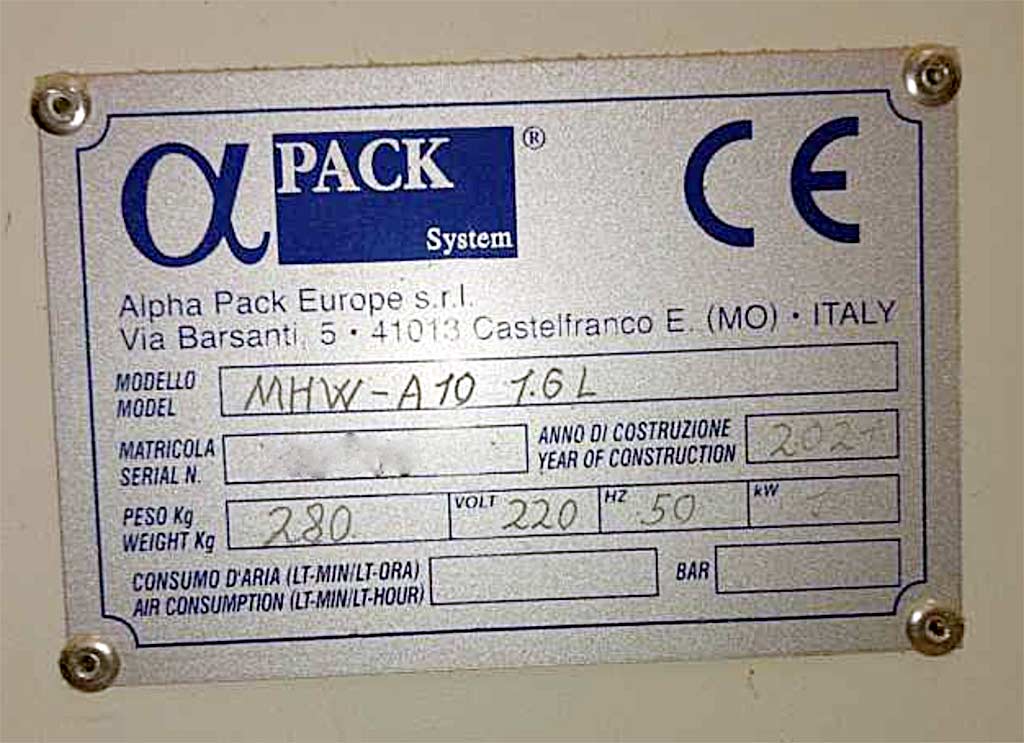 α PACK ®
System
CE
Alpha Pack Europe s.r.l.
Via Barsanti, 5 · 41013 Castelfranco E. (MO) · ITALY
MODELLO
MODEL
MHW-A10 1.6 L
MATRICOLA
SERIAL N.
ANNO DI COSTRUZIONE
YEAR OF CONSTRUCTION
PESO Kg
WEIGHT Kg
280
VOLT 220
HZ 50
kW
CONSUMO D'ARIA (LT-MIN/LT-ORA)
AIR CONSUMPTION (LT-MIN/LT-HOUR)
BAR